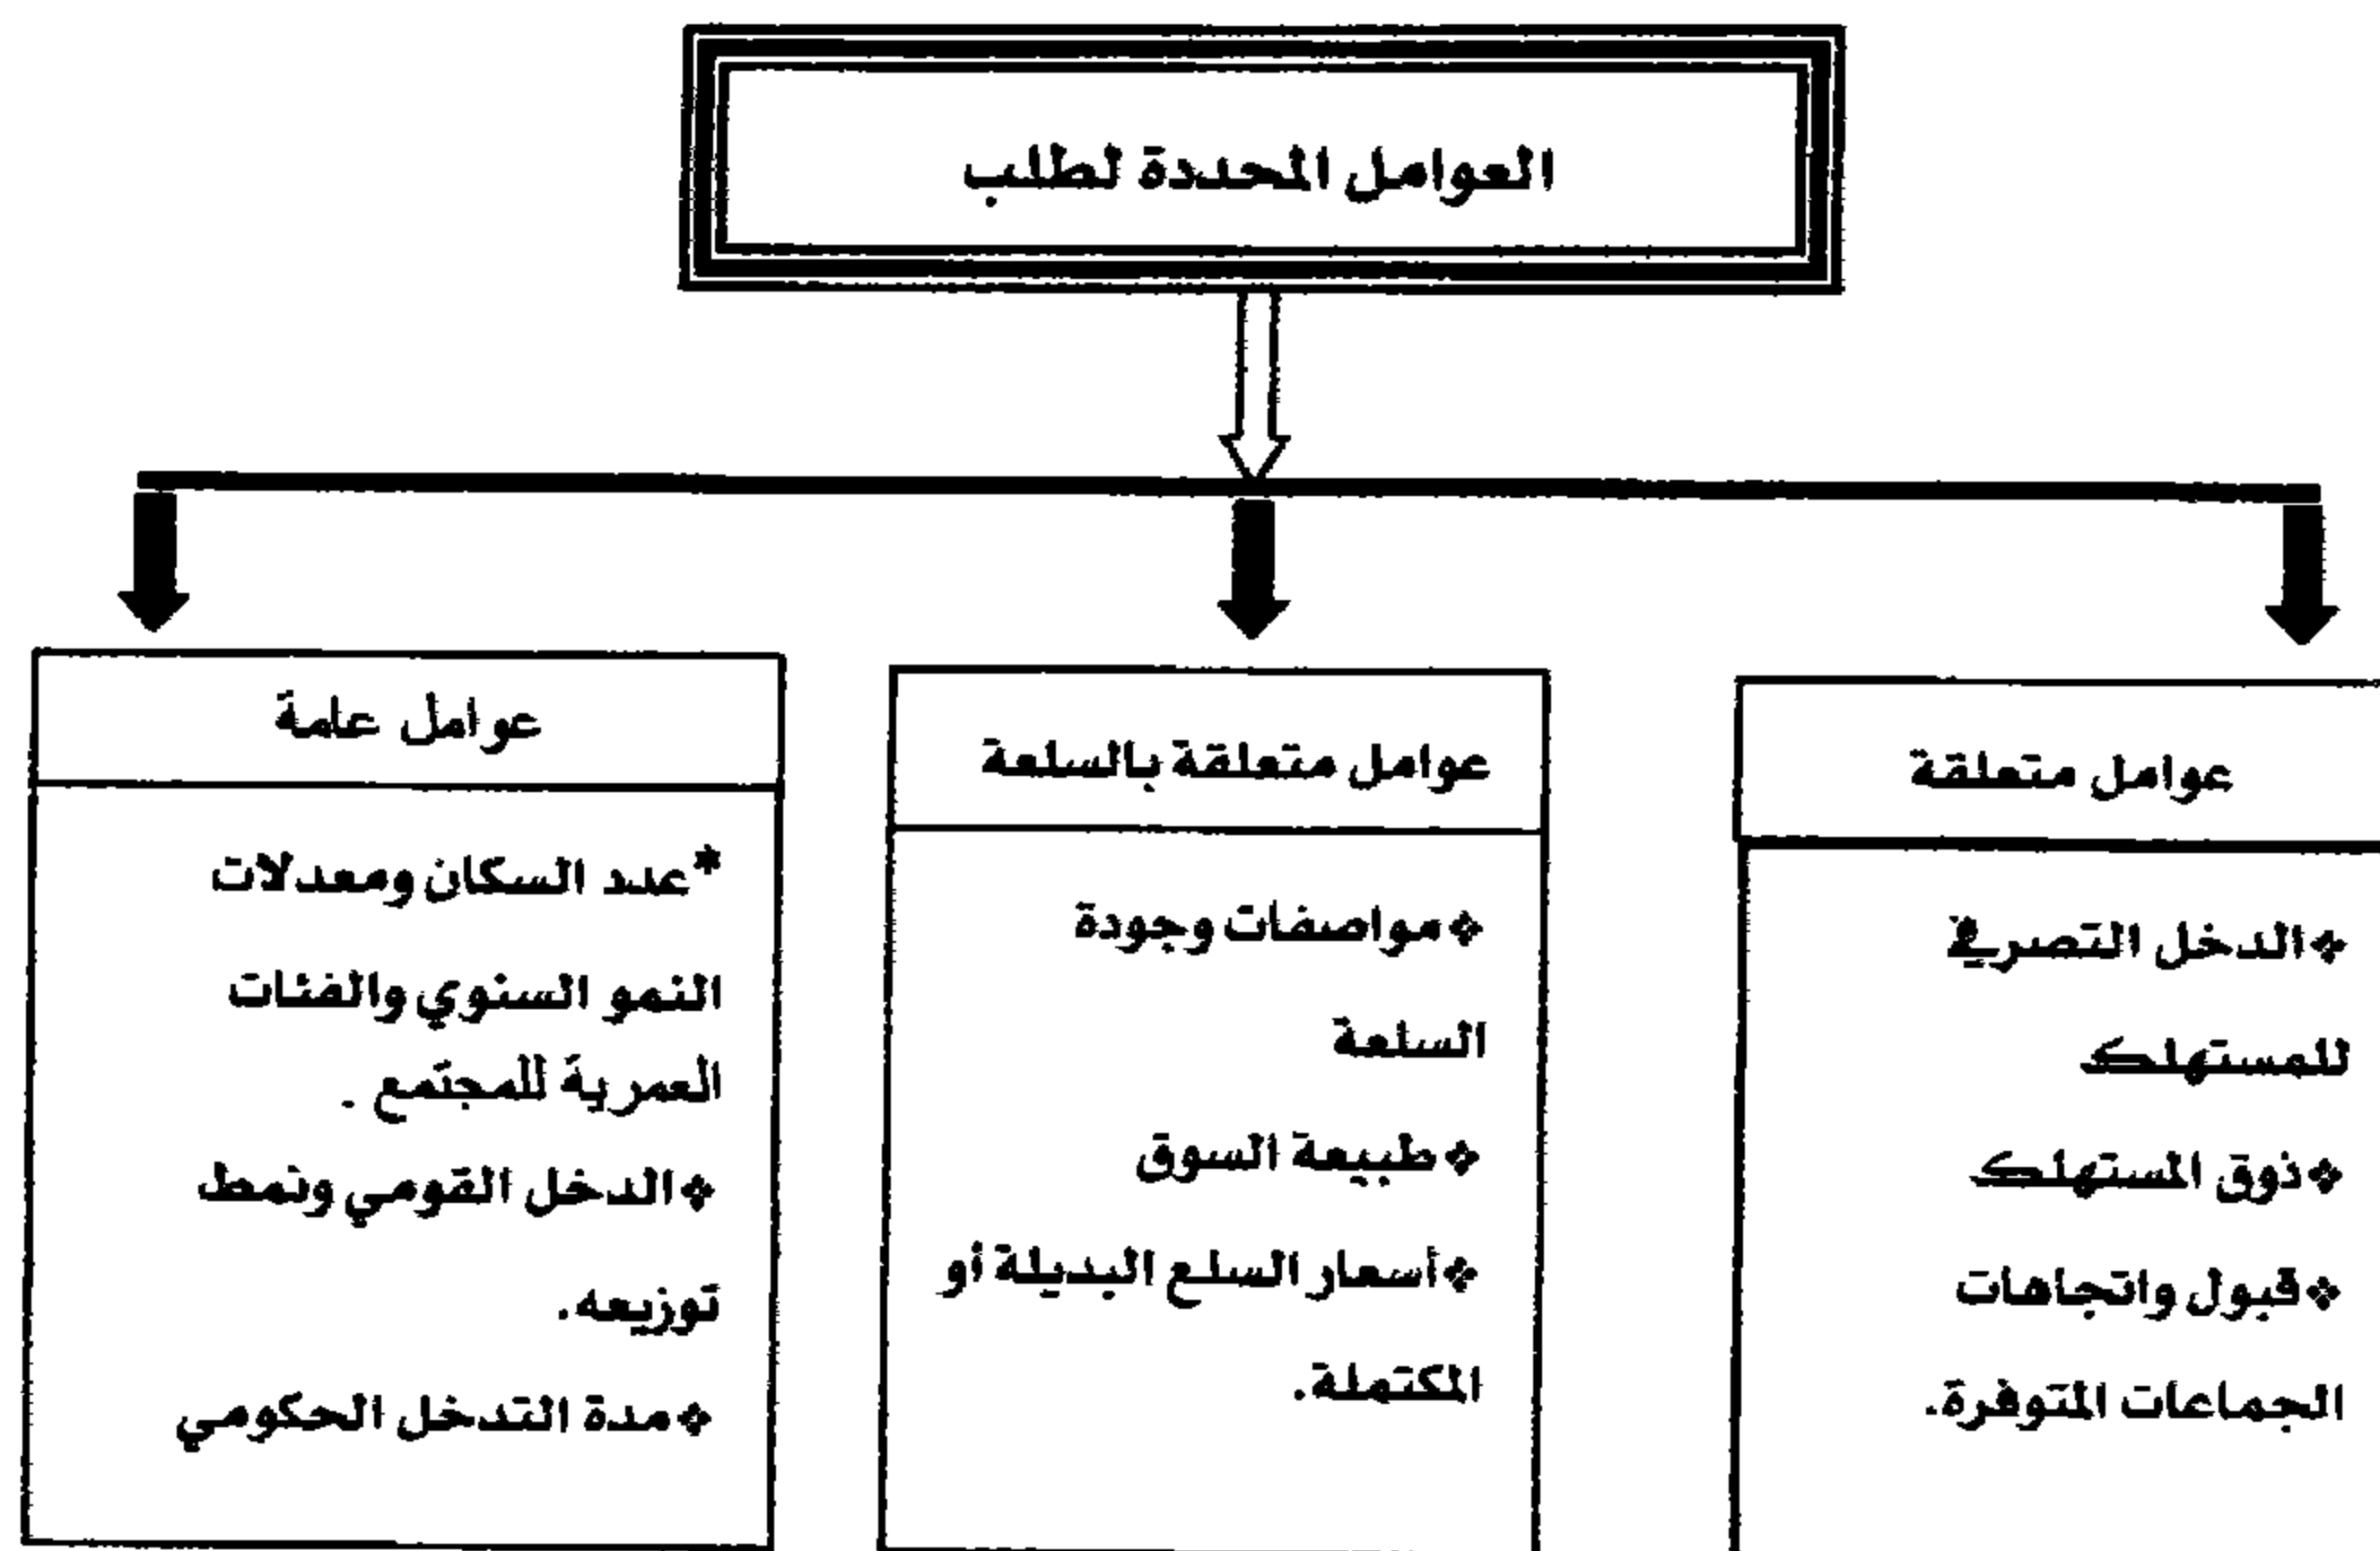 العوامل المحددة لطلب
عوامل متعلقة
❖الدخل التصرفي
للمستهلك
❖ذوق المستهلك
❖قبول واتجاهات
الجماعات المتوفرة.
عوامل متعلقة بالسلعة
❖مواصفات وجودة
السلعة
❖طبيعة السوق
❖أسعار السلع البديلة أو
المكتملة.
عوامل عامة
*عدد السكان ومعدلات
النمو السنوي والفئات
العمرية للمجتمع .
❖الدخل القومي ونمط
توزيعه.
❖مدة التدخل الحكومي